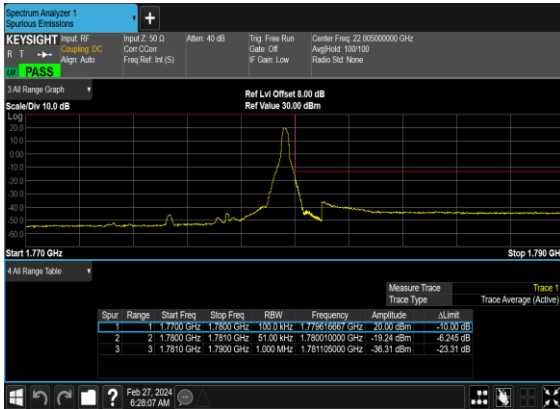 Spectrum Analyzer 1
Spurious Emissions
+
KEYSIGHT Input: RF Input Z: 50 Ω Atten: 40 dB Trig: Free Run Center Freq: 22.005000000 GHz
R T Coupling: DC Corr CCorr Gate: Off Avg|Hold: 100/100
Align: Auto Freq Ref: Int (S) IF Gain: Low Radio Std: None
LXI PASS
3 All Range Graph
Ref Lvl Offset 8.00 dB
Scale/Div 10.0 dB Ref Value 30.00 dBm
Log
20.0
10.0
0.00
-10.0
-20.0
-30.0
-40.0
-50.0
-60.0
Start 1.770 GHz Stop 1.790 GH
4 All Range Table
Measure Trace Trace 1
Trace Type Trace Average (Active)
Spur Range Start Freq Stop Freq RBW Frequency Amplitude ΔLimit
1 1 1.7700 GHz 1.7800 GHz 100.0 kHz 1.779616667 GHz 20.00 dBm -10.00 dB
2 2 1.7800 GHz 1.7810 GHz 51.00 kHz 1.780010000 GHz -19.24 dBm -6.245 dB
3 3 1.7810 GHz 1.7900 GHz 1.000 MHz 1.781105000 GHz -36.31 dBm -23.31 dB
? Feb 27, 2024
6:28:07 AM